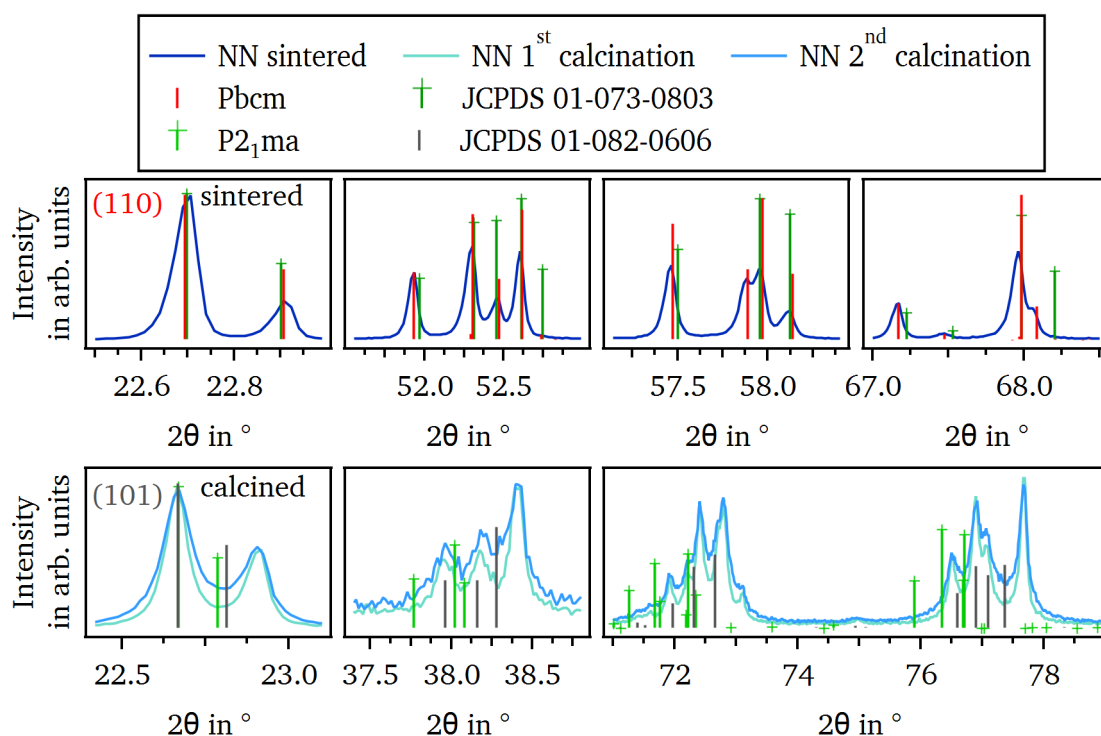 NN sintered NN 1st calcination NN 2nd calcination
Pbcm JCPDS 01-073-0803
P21ma JCPDS 01-082-0606
Intensity
in arb. units
(110) sintered
22.6 22.8 52.0 52.5 57.5 58.0 67.0 68.0
2θ in ° 2θ in ° 2θ in ° 2θ in °
Intensity
in arb. units
(101) calcined
22.5 23.0 37.5 38.0 38.5 72 74 76 78
2θ in ° 2θ in ° 2θ in °